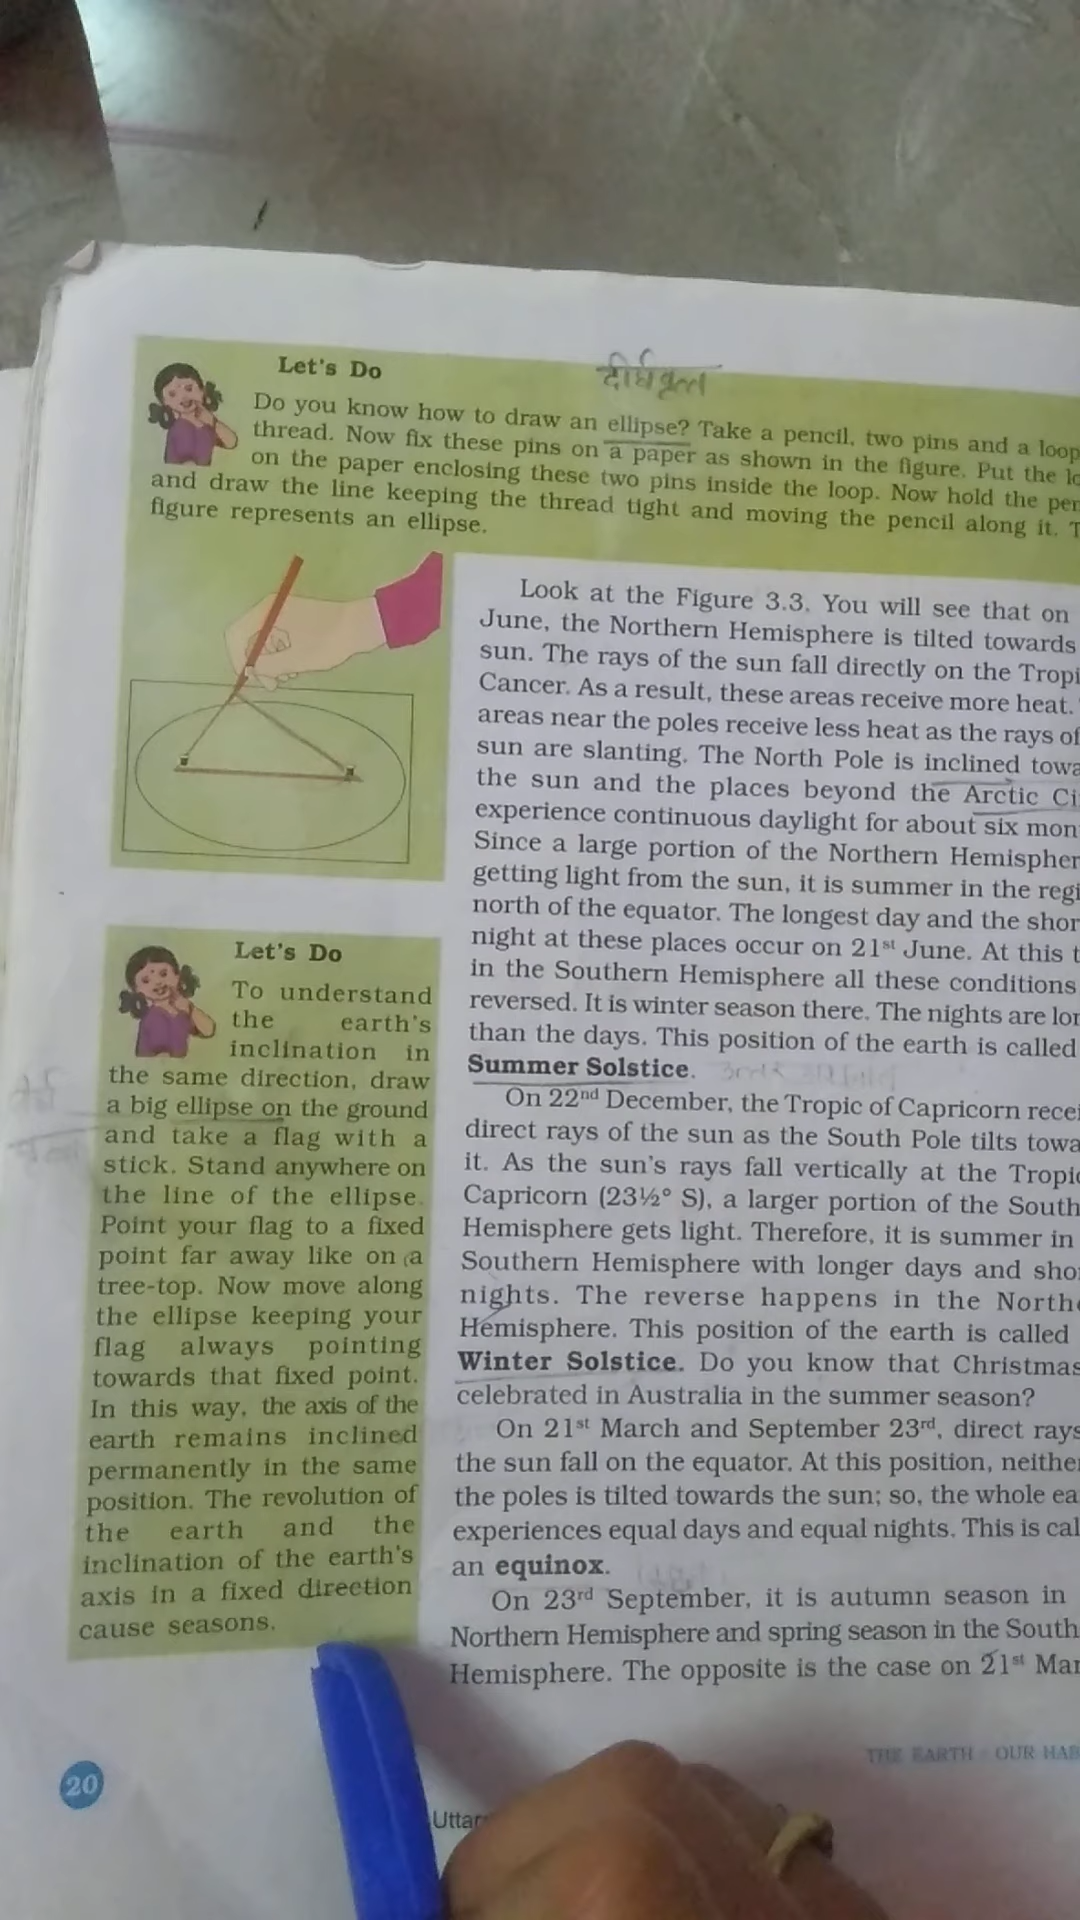 Let's Do
दीर्घवृत्त
Do you know how to draw an ellipse? Take a pencil, two pins and a loop
thread. Now fix these pins on a paper as shown in the figure. Put the
on the paper enclosing these two pins inside the loop. Now hold the
and draw the line keeping the thread tight and moving the pencil along it.
figure represents an ellipse.
Let's Do
To understand
the earth's
inclination in
the same direction, draw
a big ellipse on the ground
and take a flag with a
stick. Stand anywhere on
the line of the ellipse.
Point your flag to a fixed
point far away like on a
tree-top. Now move along
the ellipse keeping your
flag always pointing
towards that fixed point.
In this way, the axis of the
earth remains inclined
permanently in the same
position. The revolution of
the earth and the
inclination of the earth's
axis in a fixed direction
cause seasons.
Look at the Figure 3.3. You will see that on
June, the Northern Hemisphere is tilted towards
sun. The rays of the sun fall directly on the Tropi
Cancer. As a result, these areas receive more heat.
areas near the poles receive less heat as the rays of
sun are slanting. The North Pole is inclined towa
the sun and the places beyond the Arctic Ci
experience continuous daylight for about six mon
Since a large portion of the Northern Hemispher
getting light from the sun, it is summer in the regi
north of the equator. The longest day and the shor
night at these places occur on 21st June. At this t
in the Southern Hemisphere all these conditions
reversed. It is winter season there. The nights are lon
than the days. This position of the earth is called
Summer Solstice.
On 22nd December, the Tropic of Capricorn recei
direct rays of the sun as the South Pole tilts towa
it. As the sun's rays fall vertically at the Tropic
Capricorn (23½° S), a larger portion of the South
Hemisphere gets light. Therefore, it is summer in
Southern Hemisphere with longer days and shor
nights. The reverse happens in the Northe
Hemisphere. This position of the earth is called
Winter Solstice. Do you know that Christmas
celebrated in Australia in the summer season?
On 21st March and September 23rd, direct rays
the sun fall on the equator. At this position, neither
the poles is tilted towards the sun; so, the whole ea
experiences equal days and equal nights. This is cal
an equinox.
On 23rd September, it is autumn season in
Northern Hemisphere and spring season in the South
Hemisphere. The opposite is the case on 21st Mar
THE EARTH : OUR HAB
20
Uttar